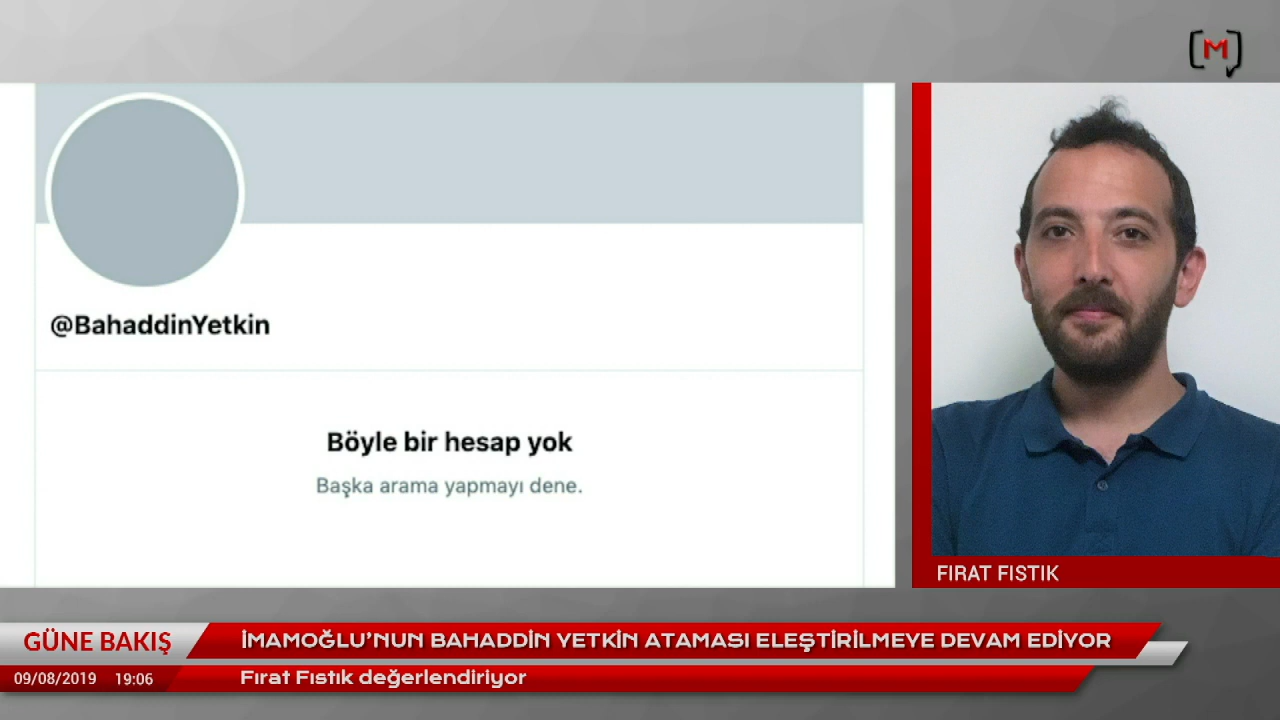 M
@BahaddinYetkin
Böyle bir hesap yok
Başka arama yapmayı dene.
FIRAT FISTIK
GÜNE BAKIŞ
İMAMOĞLU'NUN BAHADDİN YETKİN ATAMASI ELEŞTİRİLMEYE DEVAM EDİYOR
09/08/2019 19:06
Fırat Fıstık değerlendiriyor